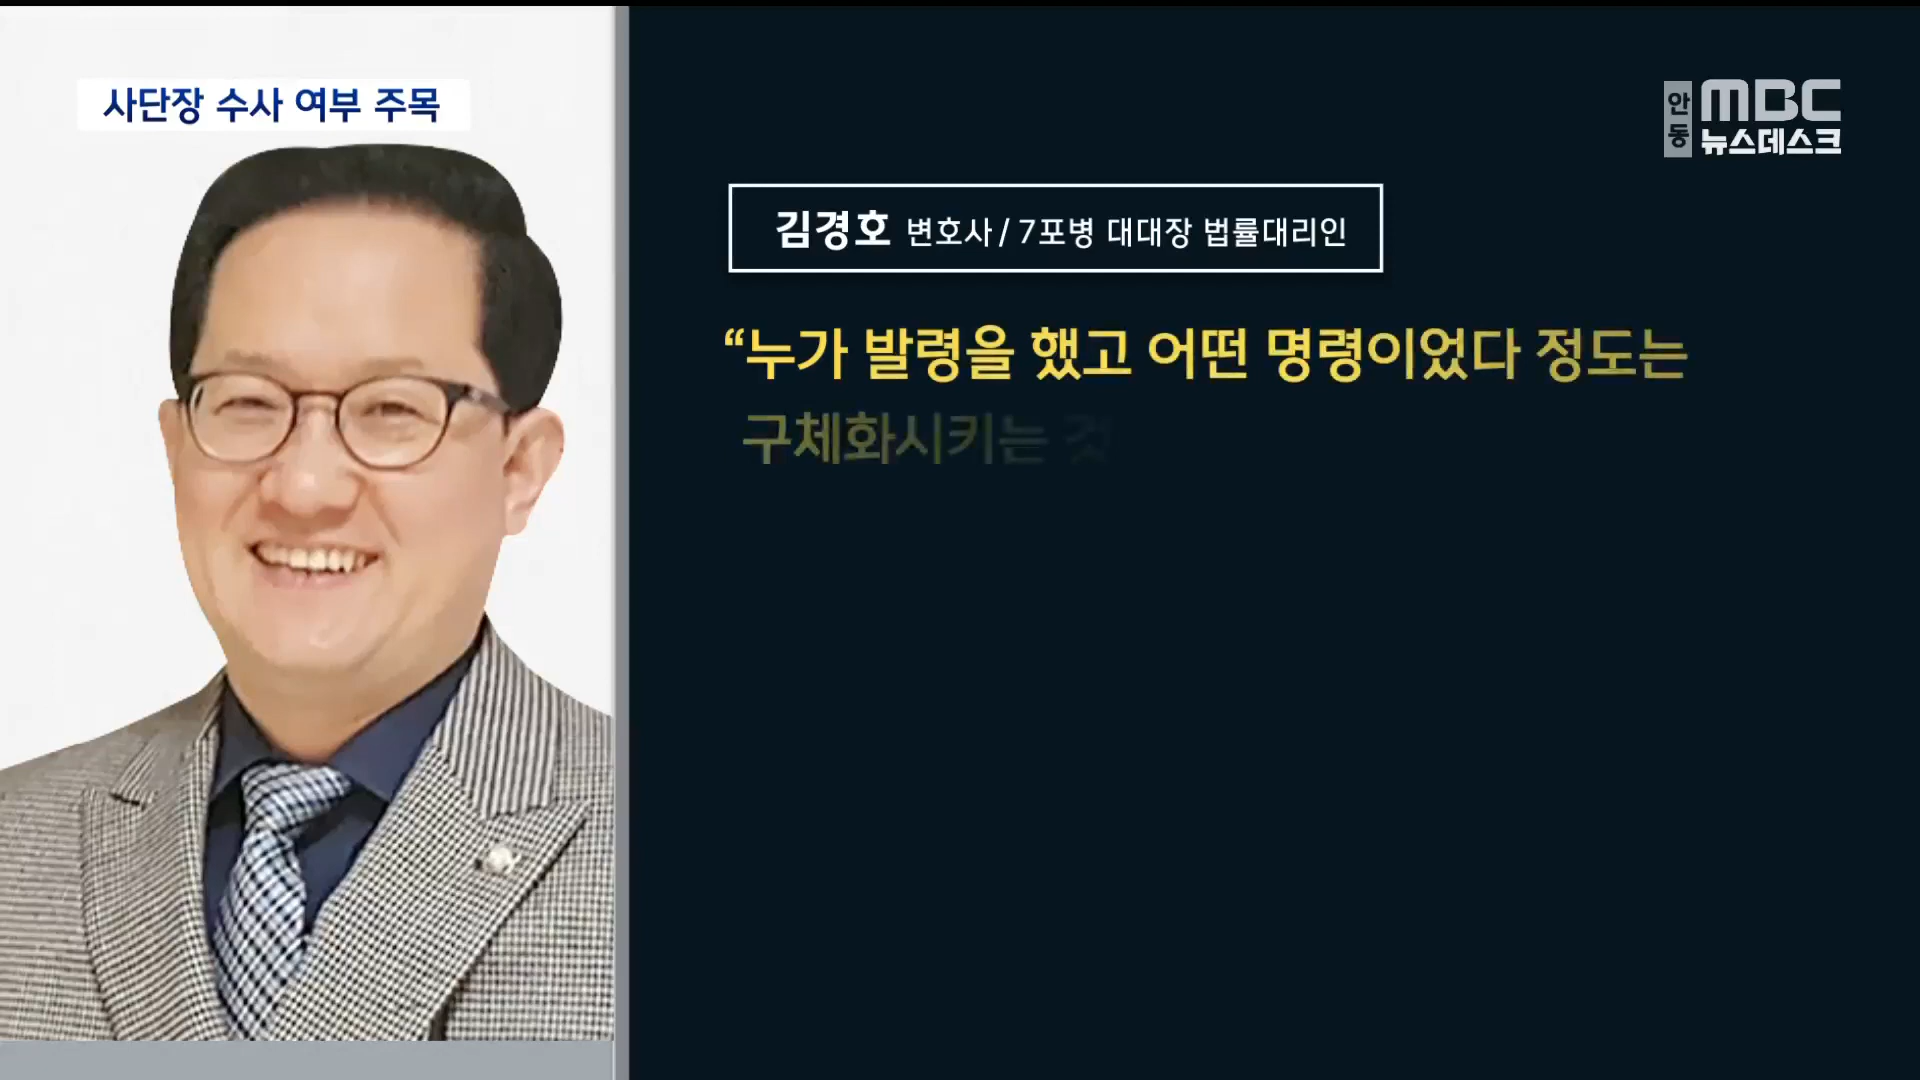 사단장 수사 여부 주목
안동
MBC
뉴스데스크
김경호 변호사 / 7포병 대대장 법률대리인
“누가 발령을 했고 어떤 명령이었다 정도는
구체화시키는 것